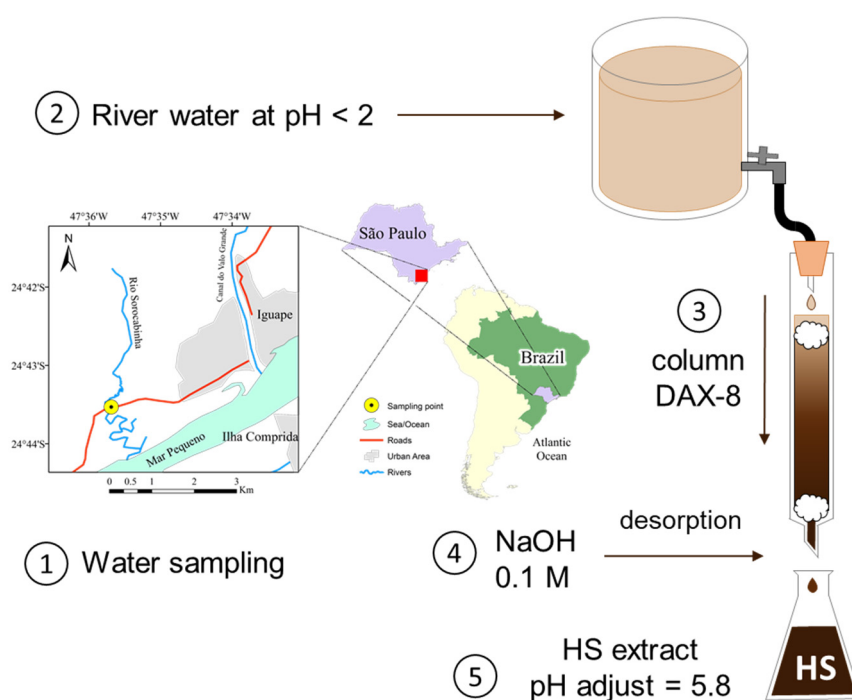 2 River water at pH < 2
47°36'W 47°35'W 47°34'W
N
24°42'S
24°43'S
24°44'S
Rio Sorocabinha
Canal do Valo Grande
Iguape
Mar Pequeno
Ilha Comprida
0 0.5 1 2 3
Km
São Paulo
Brazil
Atlantic
Ocean
Sampling point
Sea/Ocean
Roads
Urban Area
Rivers
3
column
DAX-8
1 Water sampling
4 NaOH
0.1 M
desorption
5 HS extract
pH adjust = 5.8
HS